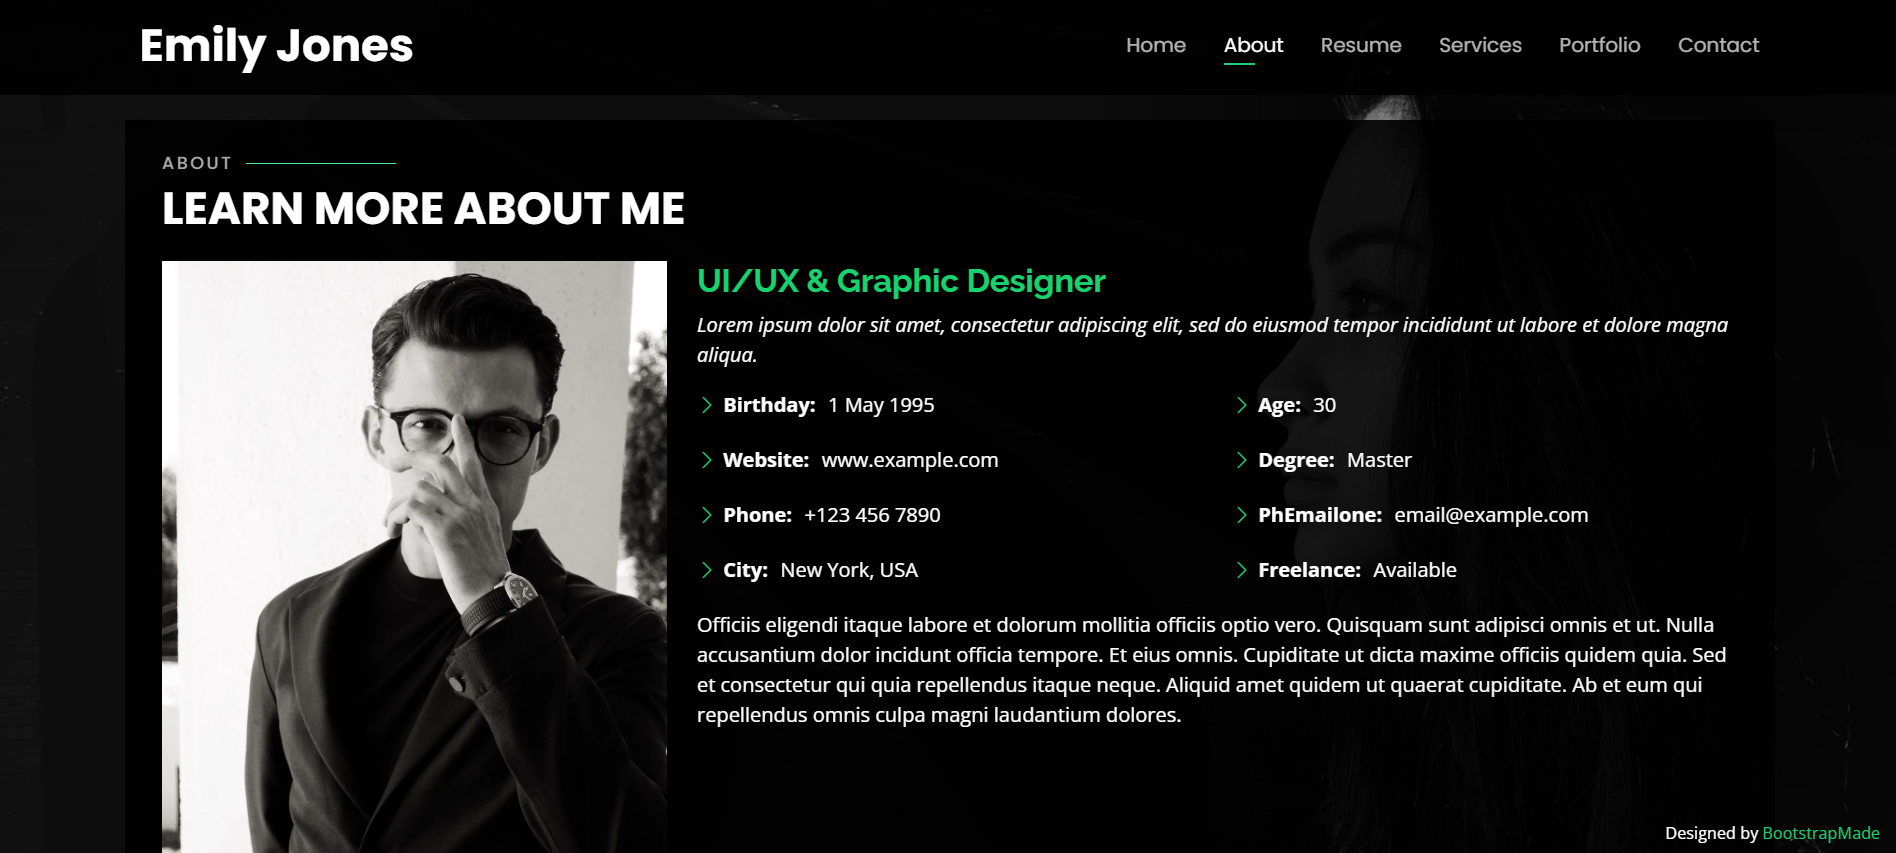 Emily Jones
Home About Resume Services Portfolio Contact
ABOUT
LEARN MORE ABOUT ME
UI/UX & Graphic Designer
Lorem ipsum dolor sit amet, consectetur adipiscing elit, sed do eiusmod tempor incididunt ut labore et dolore magna
aliqua.
Birthday: 1 May 1995
Age: 30
Website: www.example.com
Degree: Master
Phone: +123 456 7890
PhEmailone: email@example.com
City: New York, USA
Freelance: Available
Officiis eligendi itaque labore et dolorum mollitia officiis optio vero. Quisquam sunt adipisci omnis et ut. Nulla
accusantium dolor incidunt officia tempore. Et eius omnis. Cupiditate ut dicta maxime officiis quidem quia. Sed
et consectetur qui quia repellendus itaque neque. Aliquid amet quidem ut quaerat cupiditate. Ab et eum qui
repellendus omnis culpa magni laudantium dolores.
Designed by BootstrapMade